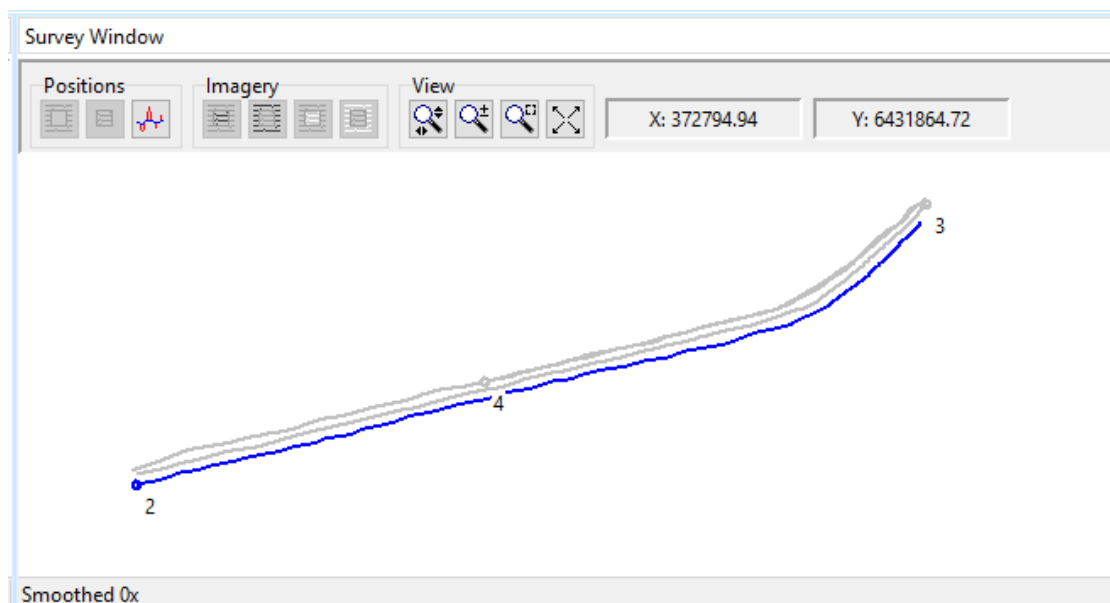 Survey Window
Positions Imagery View
X: 372794.94 Y: 6431864.72
3
4
2
Smoothed 0x